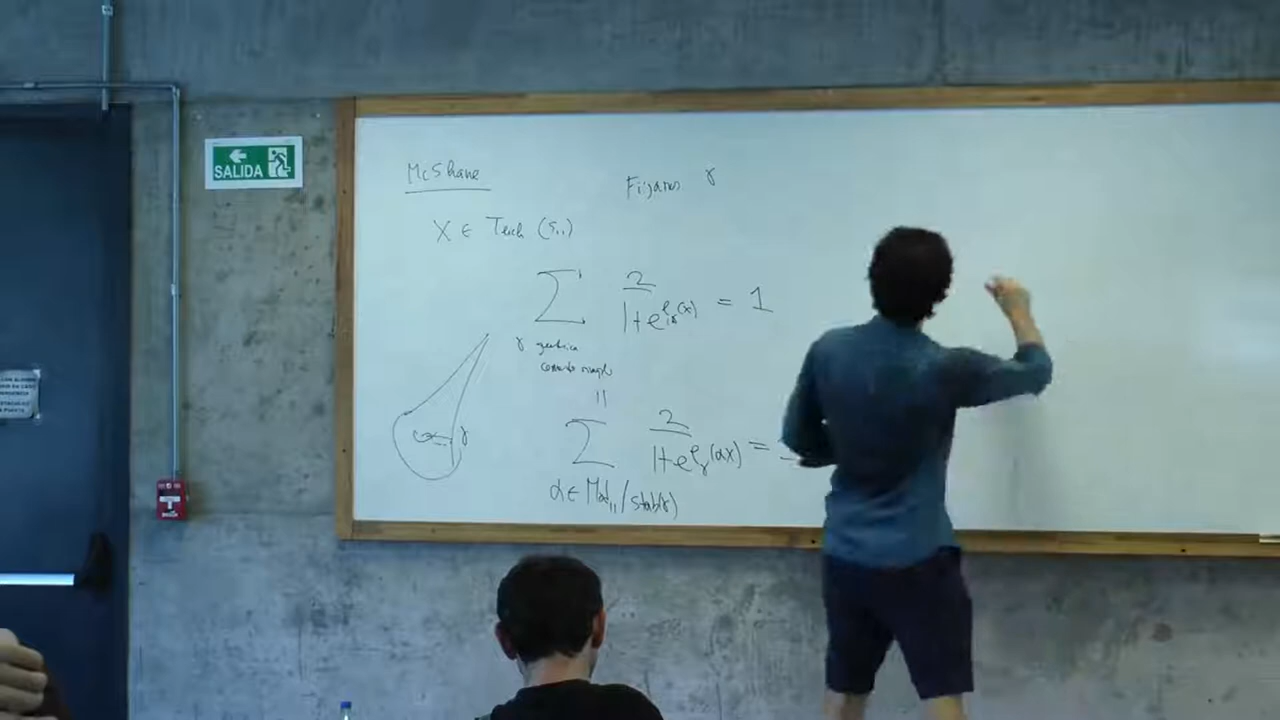 SALIDA
McShane
Fijamos γ
X ∈ Teich (S₁,₁)
∑ 2/(1+e^{ℓ_γ(X)}) = 1
γ geodésica
cerrada simple
||
γ
∑ 2/(1+e^{ℓ_γ(αX)}) =
α ∈ Mod₁,₁/stab(γ)